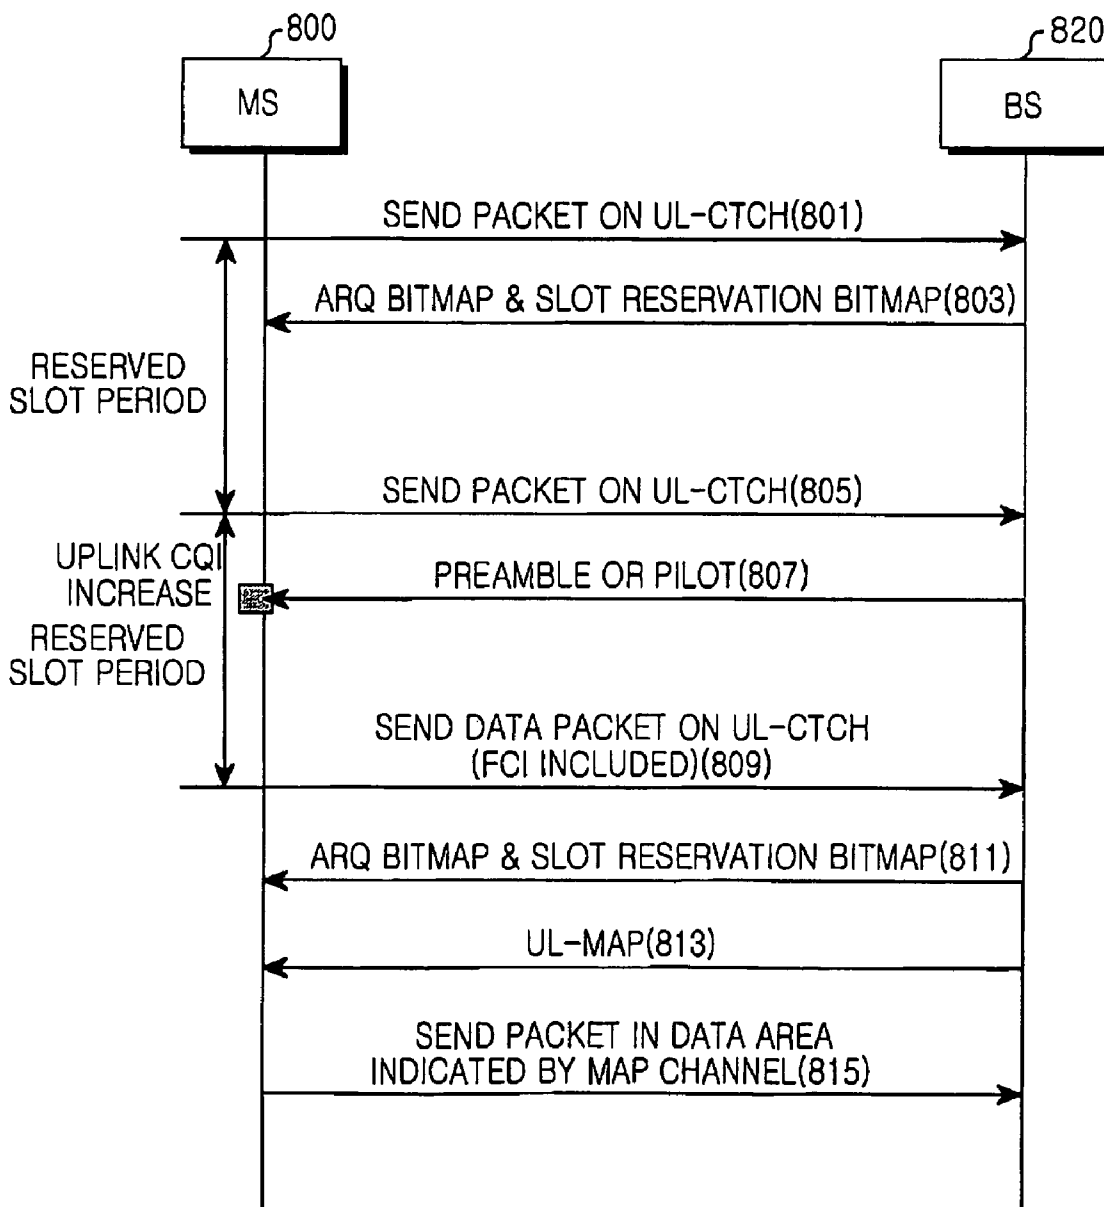 800
820
MS
BS
SEND PACKET ON UL-CTCH(801)
ARQ BITMAP & SLOT RESERVATION BITMAP(803)
RESERVED
SLOT PERIOD
SEND PACKET ON UL-CTCH(805)
UPLINK CQI
INCREASE
PREAMBLE OR PILOT(807)
RESERVED
SLOT PERIOD
SEND DATA PACKET ON UL-CTCH
(FCI INCLUDED)(809)
ARQ BITMAP & SLOT RESERVATION BITMAP(811)
UL-MAP(813)
SEND PACKET IN DATA AREA
INDICATED BY MAP CHANNEL(815)